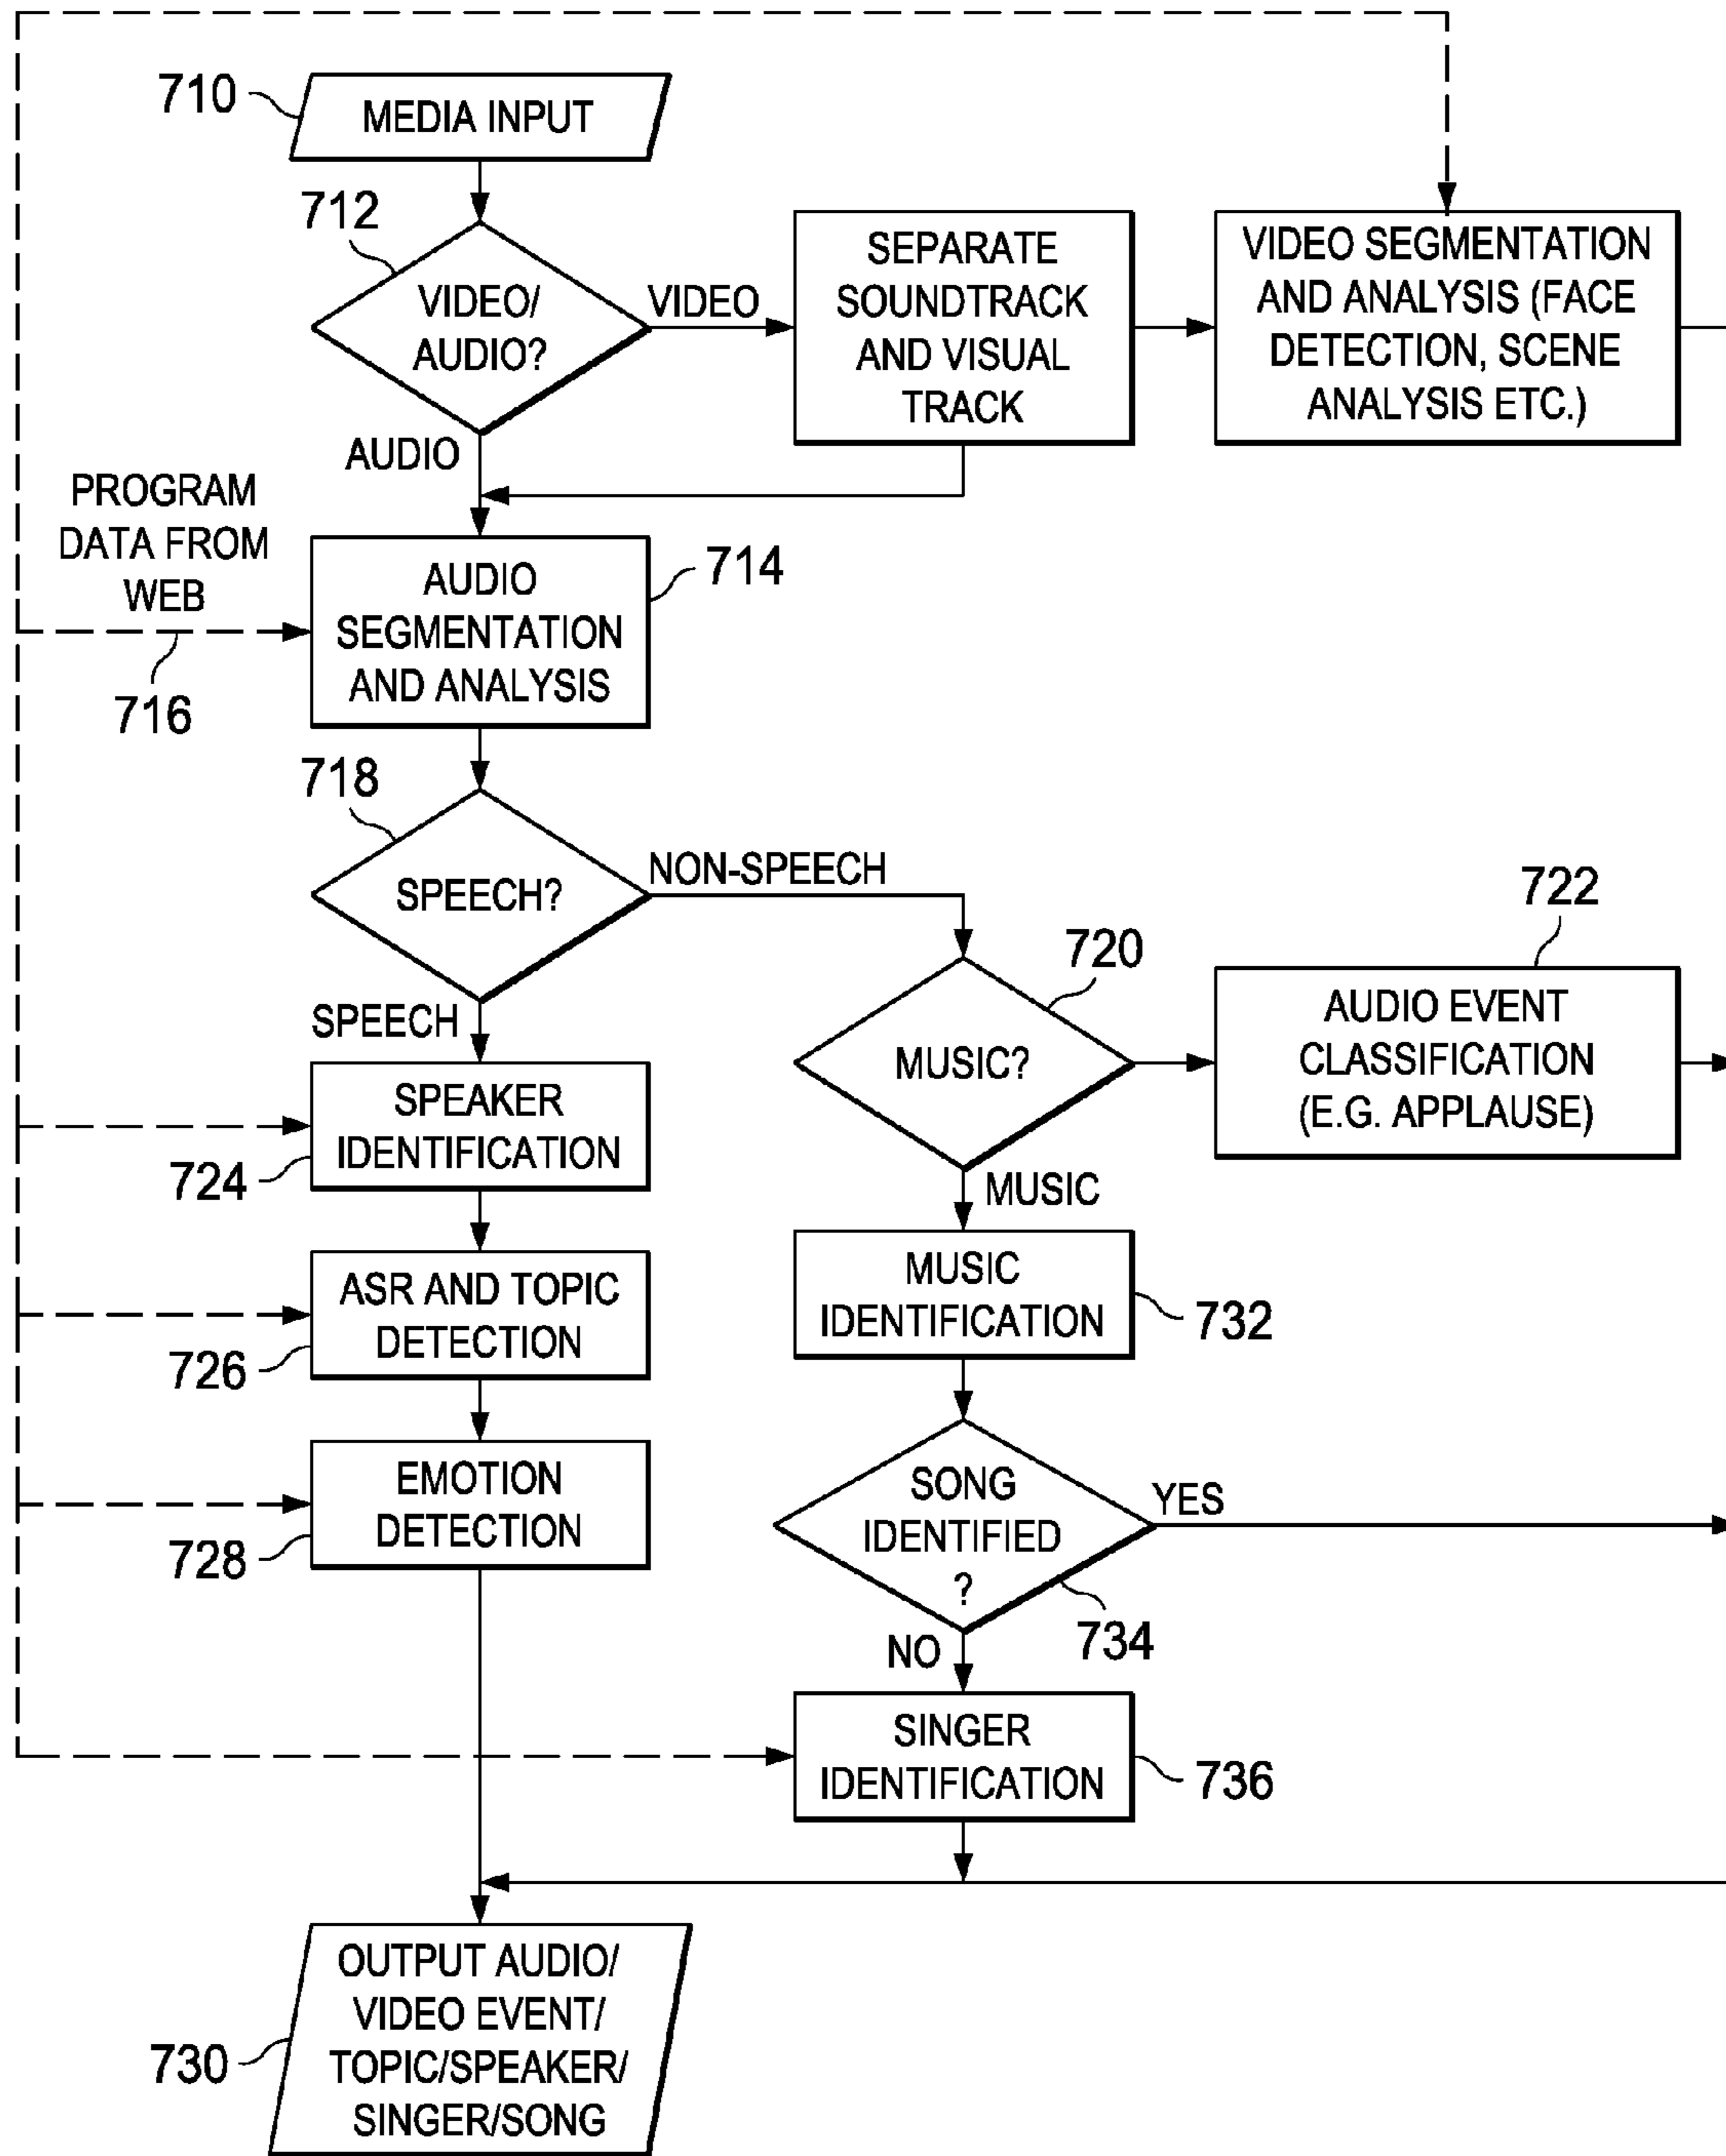 710
MEDIA INPUT
712
VIDEO/
AUDIO?
VIDEO
AUDIO
SEPARATE
SOUNDTRACK
AND VISUAL
TRACK
VIDEO SEGMENTATION
AND ANALYSIS (FACE
DETECTION, SCENE
ANALYSIS ETC.)
PROGRAM
DATA FROM
WEB
716
AUDIO
SEGMENTATION
AND ANALYSIS
714
718
SPEECH?
NON-SPEECH
SPEECH
720
MUSIC?
MUSIC
722
AUDIO EVENT
CLASSIFICATION
(E.G. APPLAUSE)
SPEAKER
IDENTIFICATION
724
ASR AND TOPIC
DETECTION
726
EMOTION
DETECTION
728
MUSIC
IDENTIFICATION
732
SONG
IDENTIFIED
?
YES
734
NO
SINGER
IDENTIFICATION
736
OUTPUT AUDIO/
VIDEO EVENT/
TOPIC/SPEAKER/
SINGER/SONG
730